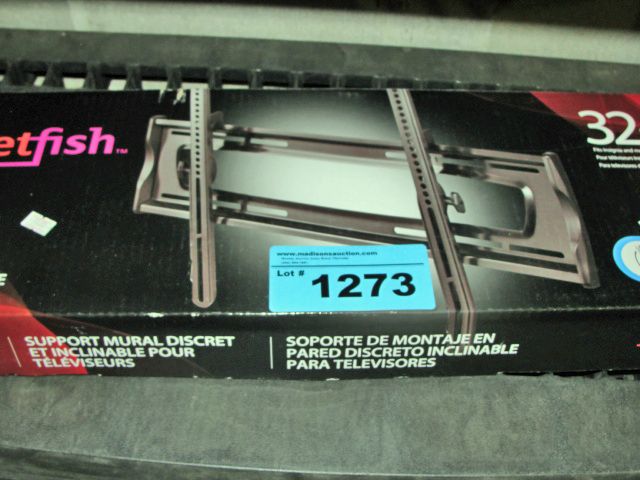 etfish™
32
www.madisonsauction.com
Lot # 1273
SUPPORT MURAL DISCRET
ET INCLINABLE POUR
TÉLÉVISEURS
SOPORTE DE MONTAJE EN
PARED DISCRETO INCLINABLE
PARA TELEVISORES